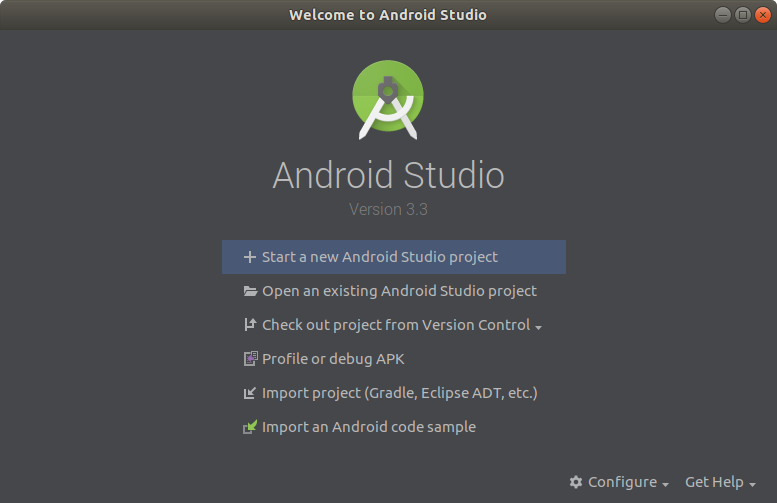 Welcome to Android Studio
Android Studio
Version 3.3
Start a new Android Studio project
Open an existing Android Studio project
Check out project from Version Control
Profile or debug APK
Import project (Gradle, Eclipse ADT, etc.)
Import an Android code sample
Configure Get Help